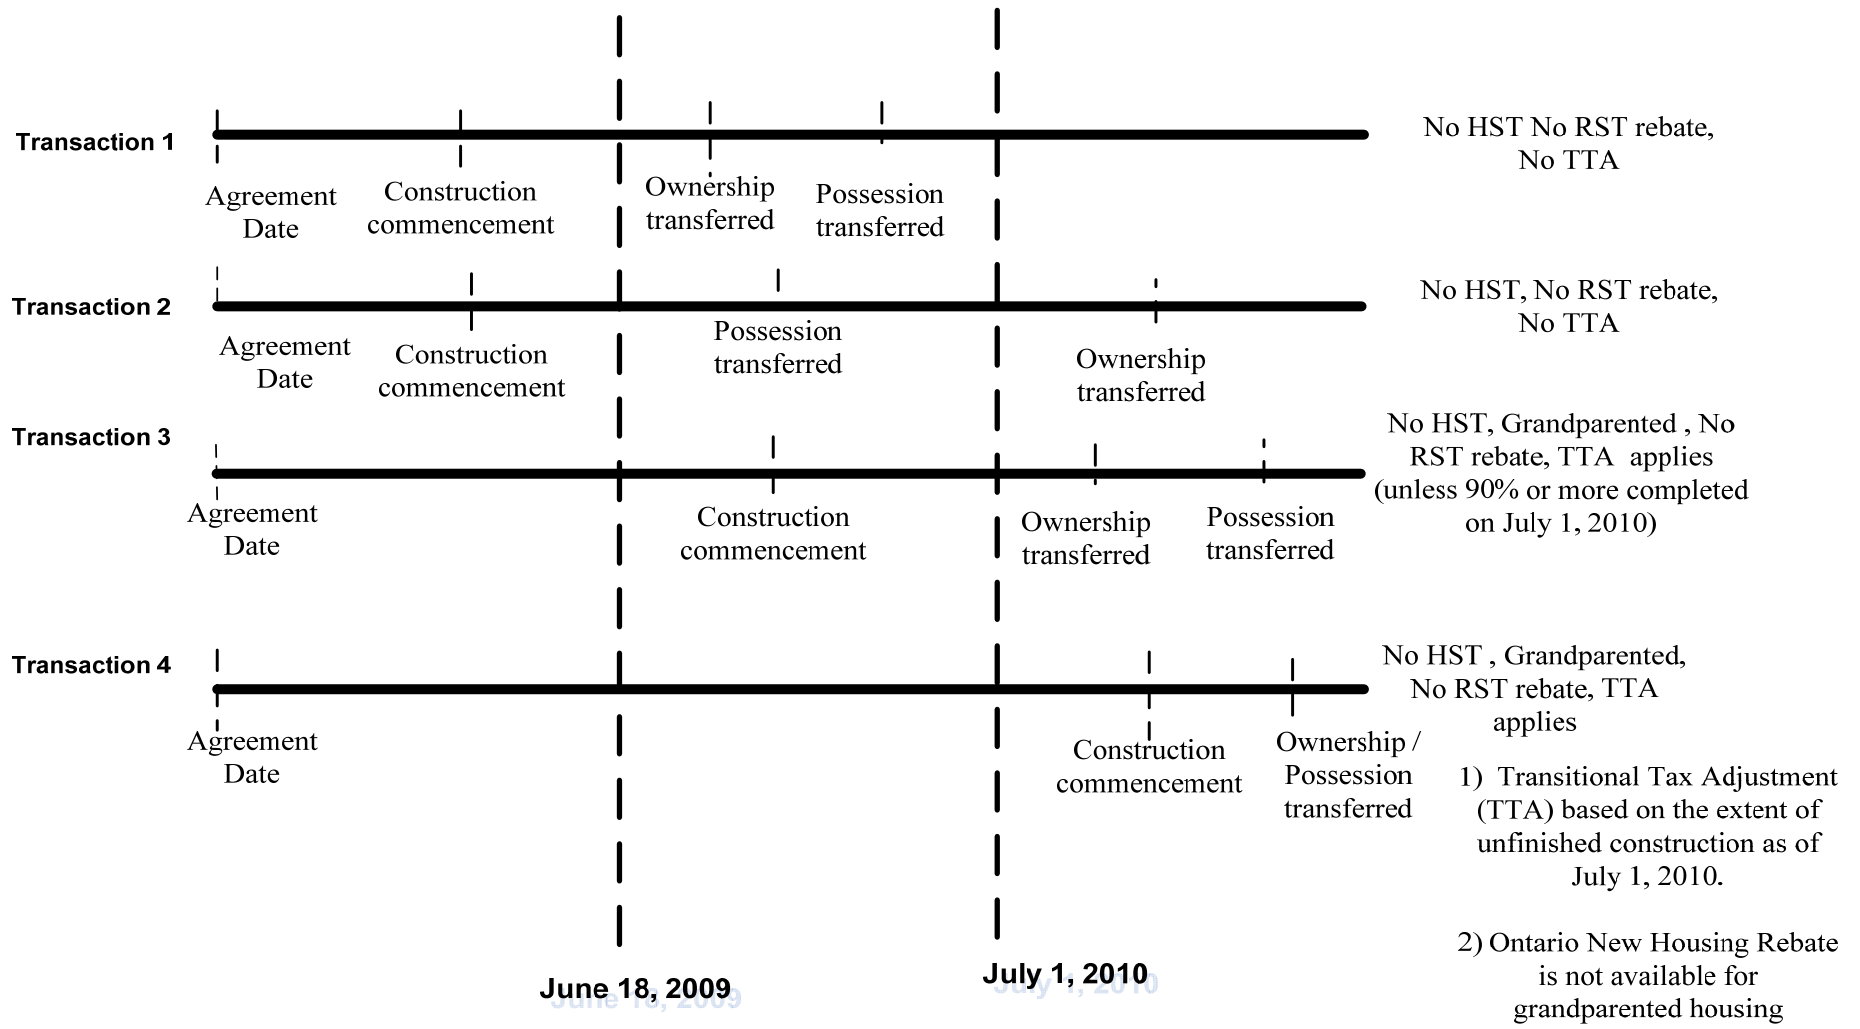 Transaction 1
Agreement
Date
Construction
commencement
Ownership
transferred
Possession
transferred
No HST No RST rebate,
No TTA
Transaction 2
Agreement
Date
Construction
commencement
Possession
transferred
Ownership
transferred
No HST, No RST rebate,
No TTA
Transaction 3
Agreement
Date
Construction
commencement
Ownership
transferred
Possession
transferred
No HST, Grandparented , No
RST rebate, TTA applies
(unless 90% or more completed
on July 1, 2010)
Transaction 4
Agreement
Date
Construction
commencement
Ownership /
Possession
transferred
No HST , Grandparented,
No RST rebate, TTA
applies
1) Transitional Tax Adjustment
(TTA) based on the extent of
unfinished construction as of
July 1, 2010.
2) Ontario New Housing Rebate
is not available for
grandparented housing
June 18, 2009
July 1, 2010